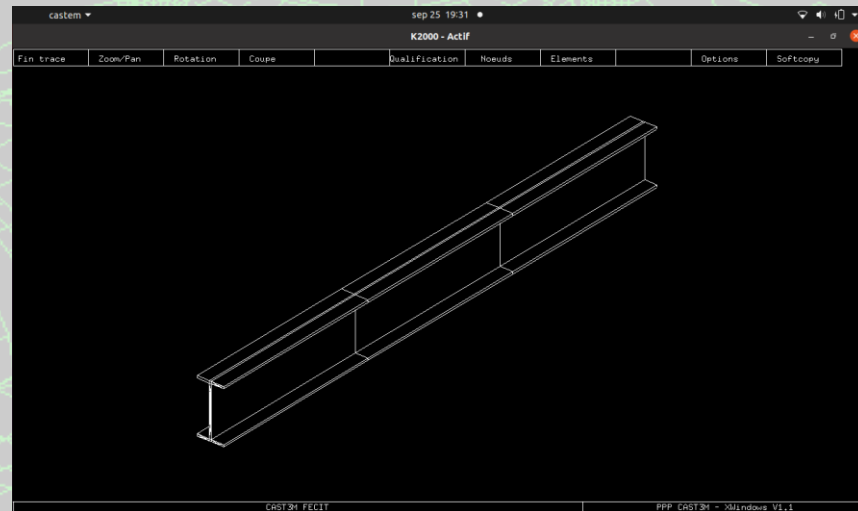 castem
sep 25 19:31
K2000 - Actif
Fin trace Zoom/Pan Rotation Coupe Qualification Noeuds Elements Options Softcopy
CAST3M FECIT PPP CAST3M - XWindows V1.1